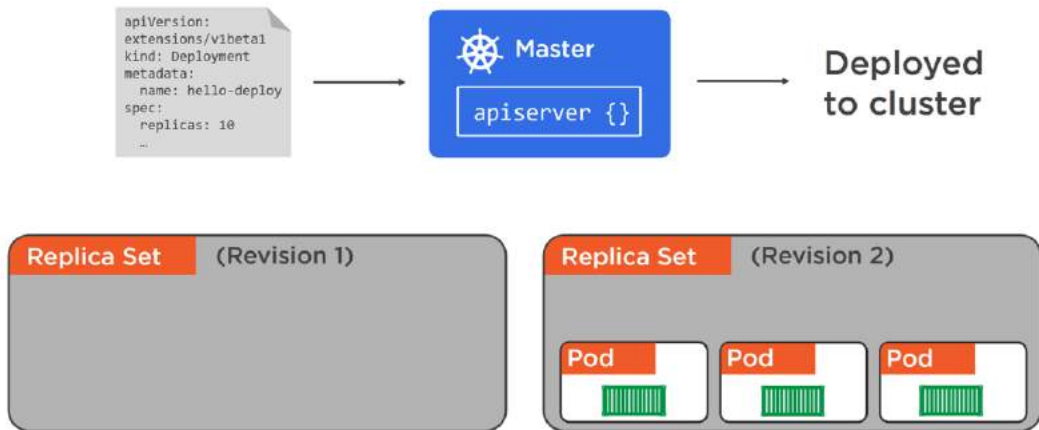 apiVersion:
extensions/v1beta1
kind: Deployment
metadata:
  name: hello-deploy
spec:
  replicas: 10
  …
Master
apiserver {}
Deployed
to cluster
Replica Set (Revision 1)
Replica Set (Revision 2)
Pod Pod Pod